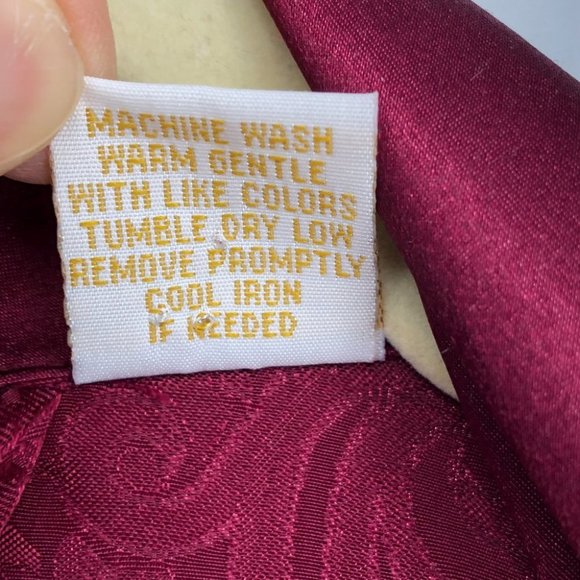 MACHINE WASH
WARM GENTLE
WITH LIKE COLORS
TUMBLE DRY LOW
REMOVE PROMPTLY
COOL IRON
IF NEEDED